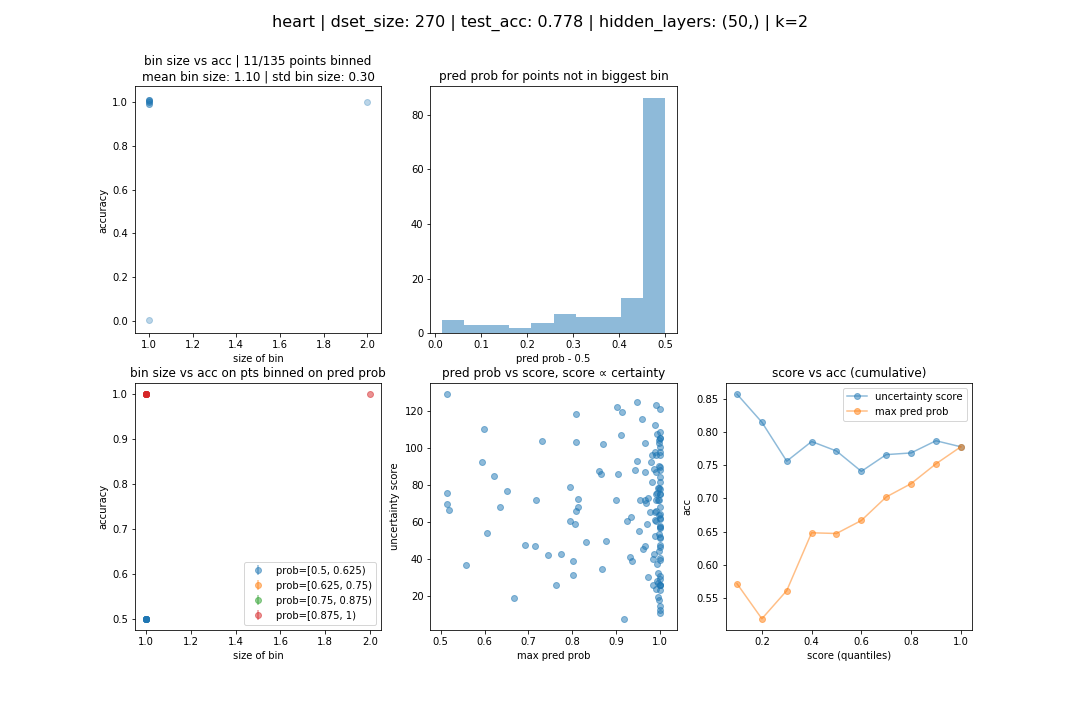 heart | dset_size: 270 | test_acc: 0.778 | hidden_layers: (50,) | k=2
bin size vs acc | 11/135 points binned
mean bin size: 1.10 | std bin size: 0.30
accuracy
1.0
0.8
0.6
0.4
0.2
0.0
1.0 1.2 1.4 1.6 1.8 2.0
size of bin
pred prob for points not in biggest bin
80
60
40
20
0
0.0 0.1 0.2 0.3 0.4 0.5
pred prob - 0.5
bin size vs acc on pts binned on pred prob
accuracy
1.0
0.9
0.8
0.7
0.6
0.5
prob=[0.5, 0.625)
prob=[0.625, 0.75)
prob=[0.75, 0.875)
prob=[0.875, 1)
1.0 1.2 1.4 1.6 1.8 2.0
size of bin
pred prob vs score, score ∝ certainty
uncertainty score
120
100
80
60
40
20
0.5 0.6 0.7 0.8 0.9 1.0
max pred prob
score vs acc (cumulative)
acc
uncertainty score
max pred prob
0.85
0.80
0.75
0.70
0.65
0.60
0.55
0.2 0.4 0.6 0.8 1.0
score (quantiles)